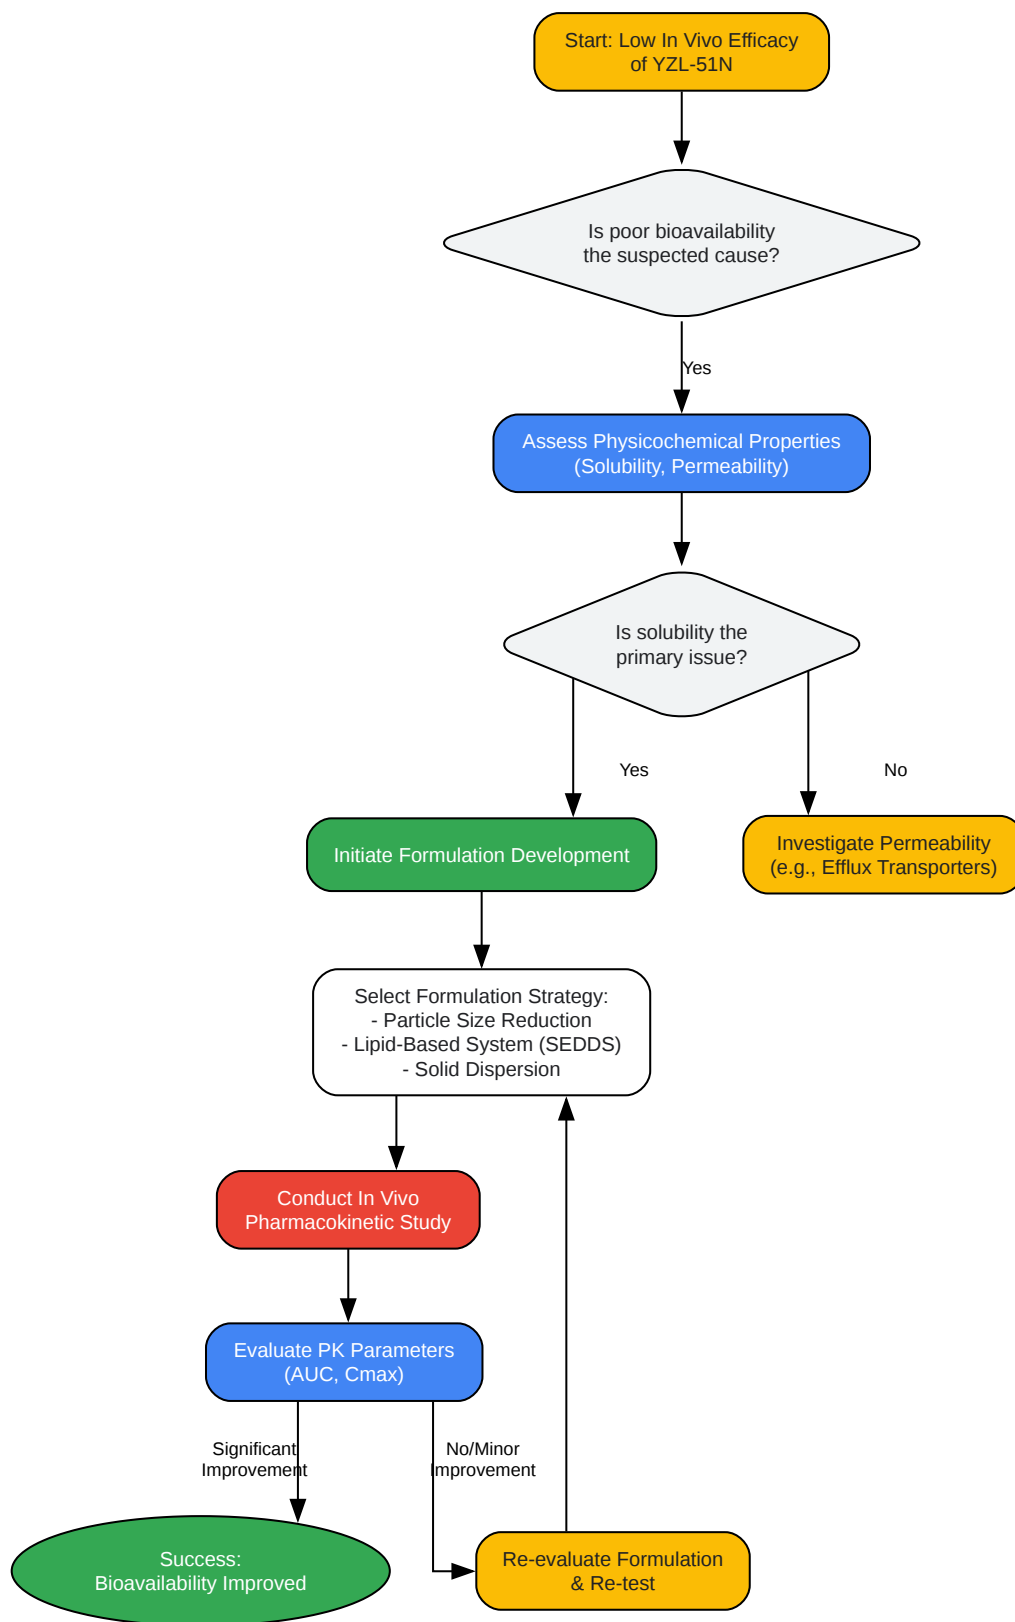 Start: Low In Vivo Efficacy
of YZL-51N
Is poor bioavailability
the suspected cause?
Yes
Assess Physicochemical Properties
(Solubility, Permeability)
Is solubility the
primary issue?
Yes
No
Initiate Formulation Development
Investigate Permeability
(e.g., Efflux Transporters)
Select Formulation Strategy:
- Particle Size Reduction
- Lipid-Based System (SEDDS)
- Solid Dispersion
Conduct In Vivo
Pharmacokinetic Study
Evaluate PK Parameters
(AUC, Cmax)
Significant
Improvement
No/Minor
Improvement
Success:
Bioavailability Improved
Re-evaluate Formulation
& Re-test